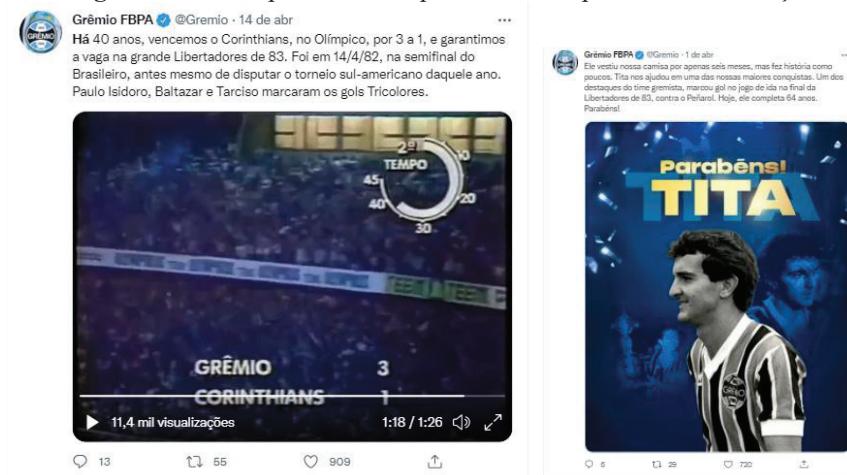 Grêmio FBPA @Gremio · 14 de abr
Há 40 anos, vencemos o Corinthians, no Olímpico, por 3 a 1, e garantimos
a vaga na grande Libertadores de 83. Foi em 14/4/82, na semifinal do
Brasileiro, antes mesmo de disputar o torneio sul-americano daquele ano.
Paulo Isidoro, Baltazar e Tarciso marcaram os gols Tricolores.
2º
TEMPO
10
20
30
40
45
GRÊMIO 3
CORINTHIANS 1
11,4 mil visualizações
1:18 / 1:26
13 55 909
Grêmio FBPA @Gremio · 1 de abr
Ele vestiu nossa camisa por apenas seis meses, mas fez história como
poucos. Tita nos ajudou em uma das nossas maiores conquistas. Um dos
destaques do time gremista, marcou gol no jogo de ida na final da
Libertadores de 83, contra o Peñarol. Hoje, ele completa 64 anos.
Parabéns!
Parabéns!
TITA
GRÊMIO
6 29 720